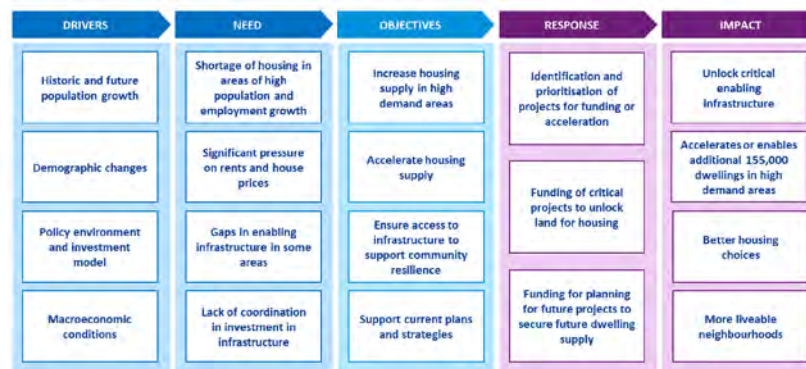 DRIVERS
NEED
OBJECTIVES
RESPONSE
IMPACT
Historic and future
population growth
Demographic changes
Policy environment
and investment
model
Macroeconomic
conditions
Shortage of housing in
areas of high
population and
employment growth
Significant pressure
on rents and house
prices
Gaps in enabling
infrastructure in some
areas
Lack of coordination
in investment in
infrastructure
Increase housing
supply in high
demand areas
Accelerate housing
supply
Ensure access to
infrastructure to
support community
resilience
Support current plans
and strategies
Identification and
prioritisation of
projects for funding or
acceleration
Funding of critical
projects to unlock
land for housing
Funding for planning
for future projects to
secure future dwelling
supply
Unlock critical
enabling
infrastructure
Accelerates or enables
additional 155,000
dwellings in high
demand areas
Better housing
choices
More liveable
neighbourhoods